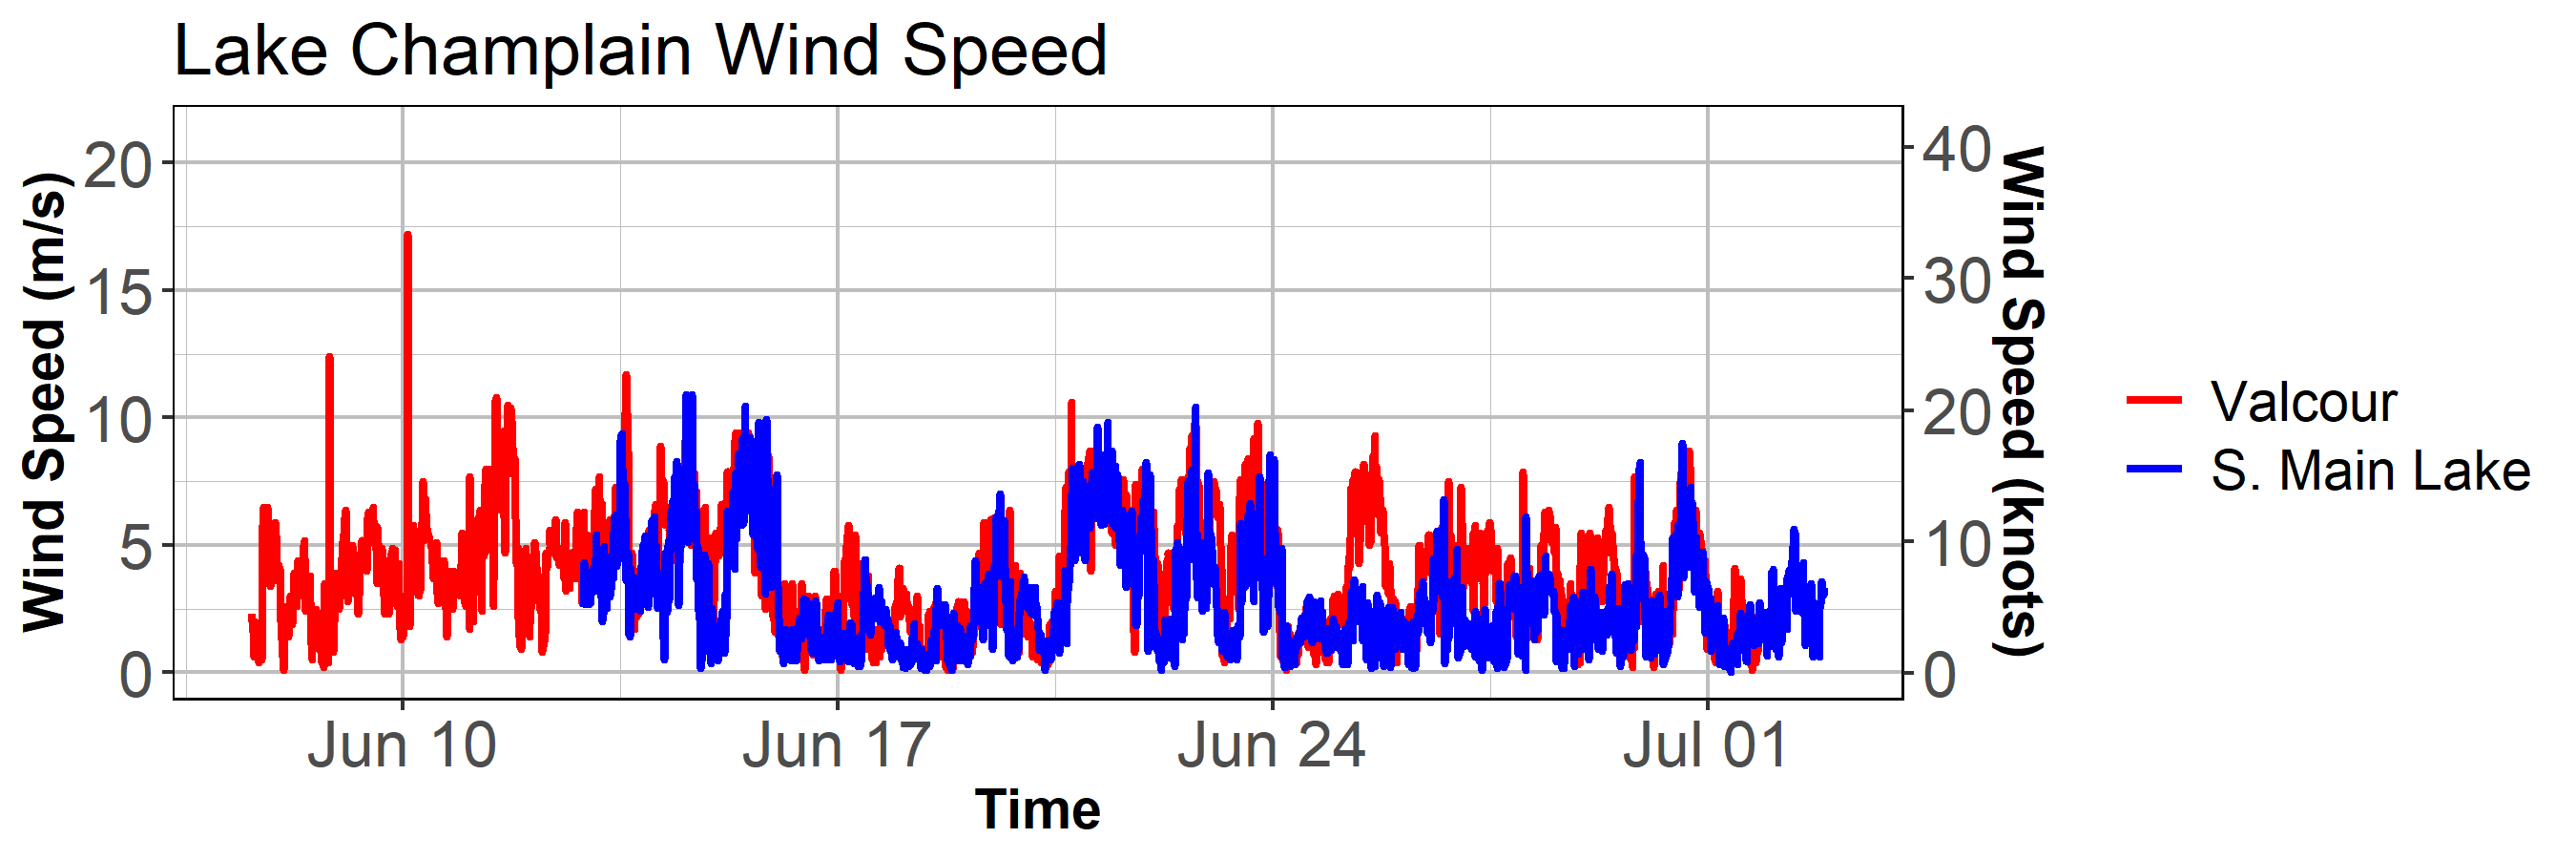 Lake Champlain Wind Speed
Wind Speed (m/s)
20
15
10
5
0
40
30
20
10
0
Wind Speed (knots)
Jun 10
Jun 17
Jun 24
Jul 01
Time
Valcour
S. Main Lake